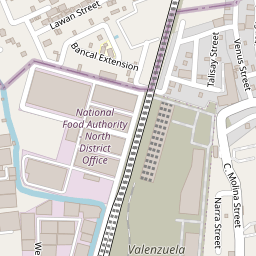 Lawan Street
Bancal Extension
Talisay Street
Venus Street
National
Food Authority
North
District
Office
C. Molina Street
Narra Street
We
Valenzuela